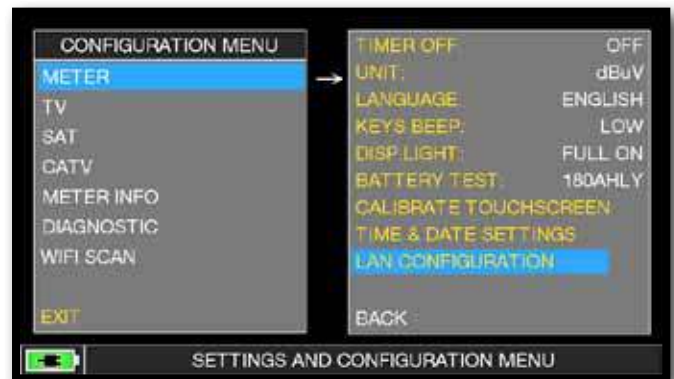 CONFIGURATION MENU
METER
TV
SAT
CATV
METER INFO
DIAGNOSTIC
WIFI SCAN
EXIT
TIMER OFF OFF
UNIT: dBuV
LANGUAGE ENGLISH
KEYS BEEP: LOW
DISP.LIGHT: FULL ON
BATTERY TEST: 180AHLY
CALIBRATE TOUCHSCREEN
TIME & DATE SETTINGS
LAN CONFIGURATION
BACK
SETTINGS AND CONFIGURATION MENU